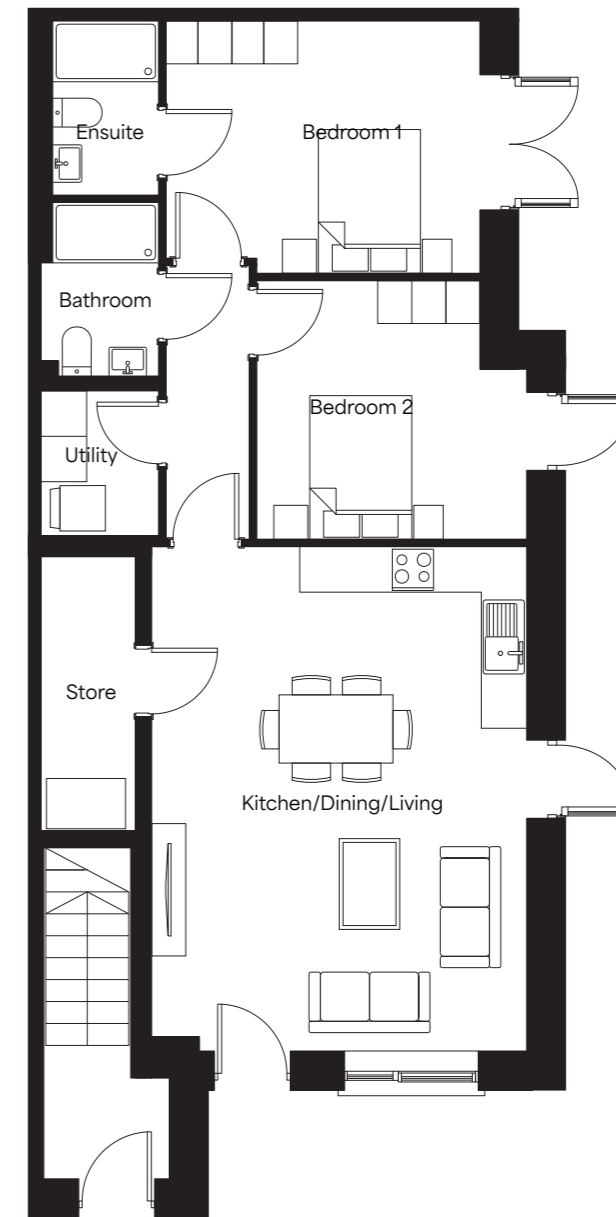 Ensuite
Bedroom 1
Bathroom
Bedroom 2
Utility
Store
Kitchen/Dining/Living